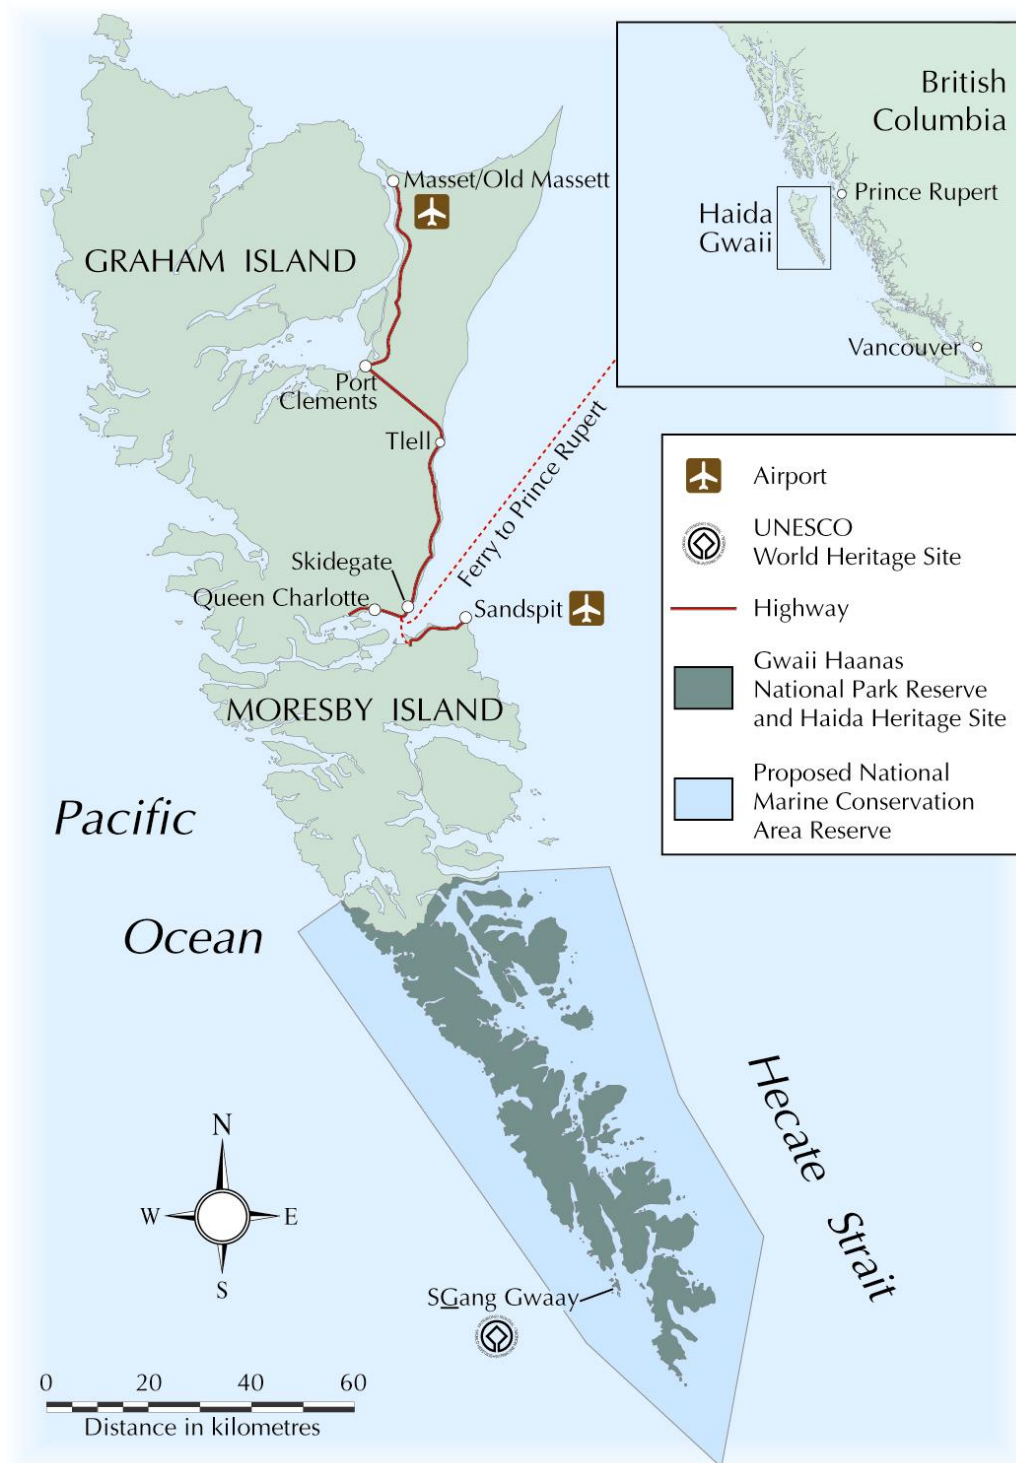 British
Columbia
Prince Rupert
Haida
Gwaii
Vancouver
Masset/Old Massett
GRAHAM ISLAND
Port
Clements
Tlell
Ferry to Prince Rupert
Skidegate
Queen Charlotte
Sandspit
MORESBY ISLAND
Airport
UNESCO
World Heritage Site
Highway
Gwaii Haanas
National Park Reserve
and Haida Heritage Site
Proposed National
Marine Conservation
Area Reserve
Pacific
Ocean
Hecate Strait
N
W E
S
SGang Gwaay
0 20 40 60
Distance in kilometres